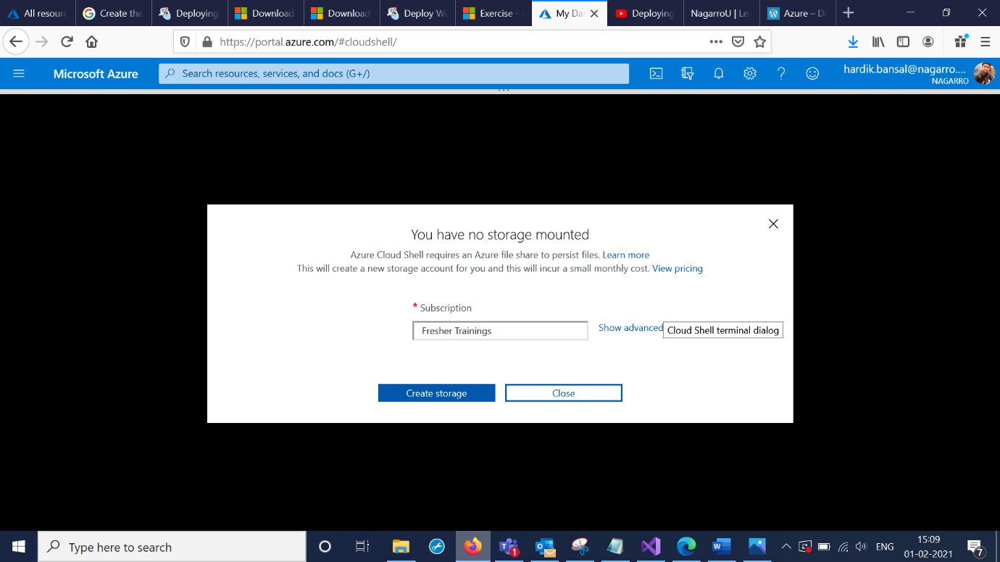 All resourc
Create the
Deploying
Download
Download
Deploy We
Exercise -
My Das
Deploying
NagarroU | Lev
Azure – De
https://portal.azure.com/#cloudshell/
Microsoft Azure
Search resources, services, and docs (G+/)
hardik.bansal@nagarro....
NAGARRO
You have no storage mounted
Azure Cloud Shell requires an Azure file share to persist files. Learn more
This will create a new storage account for you and this will incur a small monthly cost. View pricing
* Subscription
Fresher Trainings
Show advanced
Cloud Shell terminal dialog
Create storage
Close
Type here to search
1
ENG
15:09
01-02-2021
7